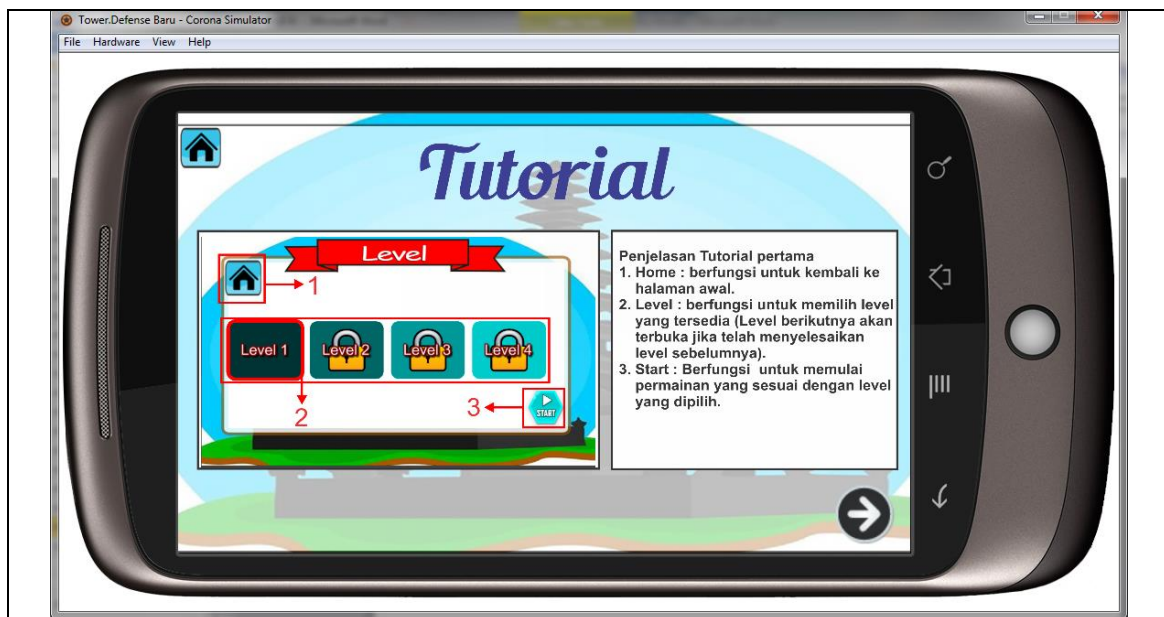 Tower.Defense Baru - Corona Simulator
File Hardware View Help
Tutorial
Level
1
Level 1
Level 2
Level 3
Level 4
2
3
START
Penjelasan Tutorial pertama
1. Home : berfungsi untuk kembali ke
halaman awal.
2. Level : berfungsi untuk memilih level
yang tersedia (Level berikutnya akan
terbuka jika telah menyelesaikan
level sebelumnya).
3. Start : Berfungsi untuk memulai
permainan yang sesuai dengan level
yang dipilih.